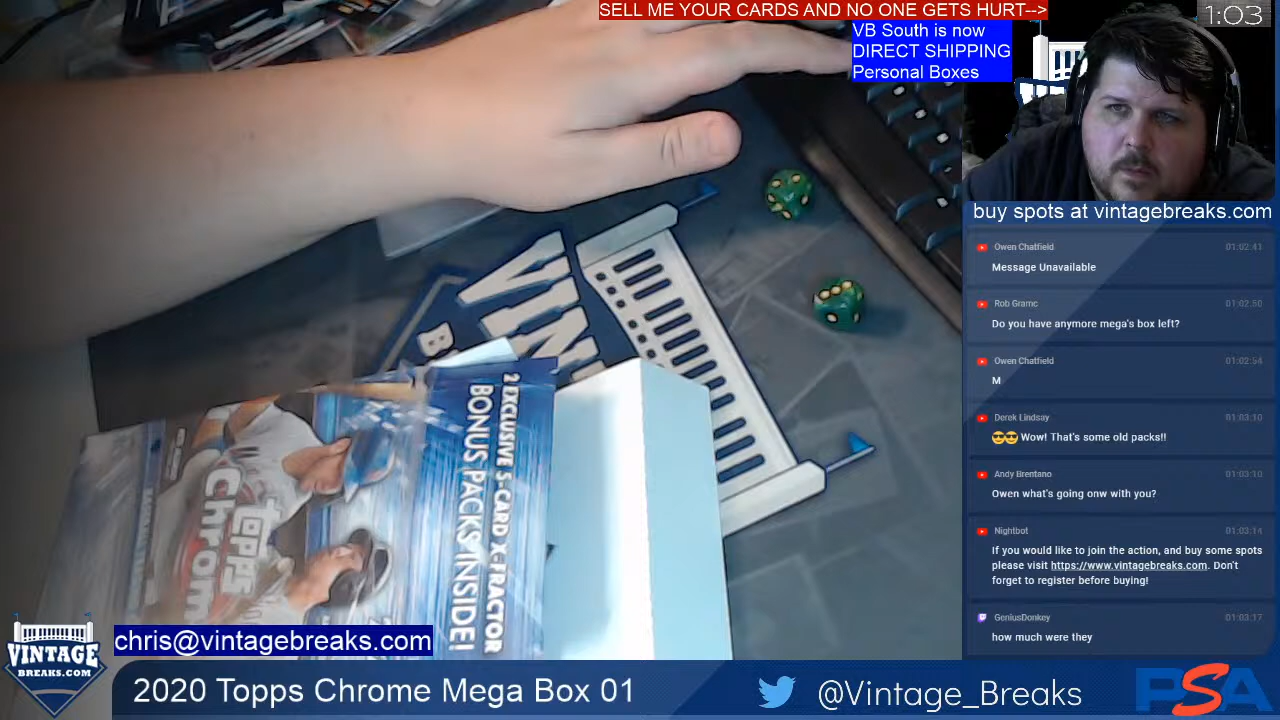 SELL ME YOUR CARDS AND NO ONE GETS HURT-->
1:03
VB South is now
DIRECT SHIPPING
Personal Boxes
buy spots at vintagebreaks.com
Owen Chatfield 01:02:41
Message Unavailable
Rob Gramc 01:02:50
Do you have anymore mega's box left?
Owen Chatfield 01:02:54
M
Derek Lindsay 01:03:10
😎😎 Wow! That's some old packs!!
Andy Brentano 01:03:10
Owen what's going onw with you?
Nightbot 01:03:14
If you would like to join the action, and buy some spots
please visit https://www.vintagebreaks.com. Don't
forget to register before buying!
GeniusDonkey 01:03:17
how much were they
VIN
B
2 EXCLUSIVE 5-CARD X-FRACTOR
BONUS PACKS INSIDE!
topps
Chrom
VINTAGE
BREAKS.COM
chris@vintagebreaks.com
2020 Topps Chrome Mega Box 01
@Vintage_Breaks
PSA